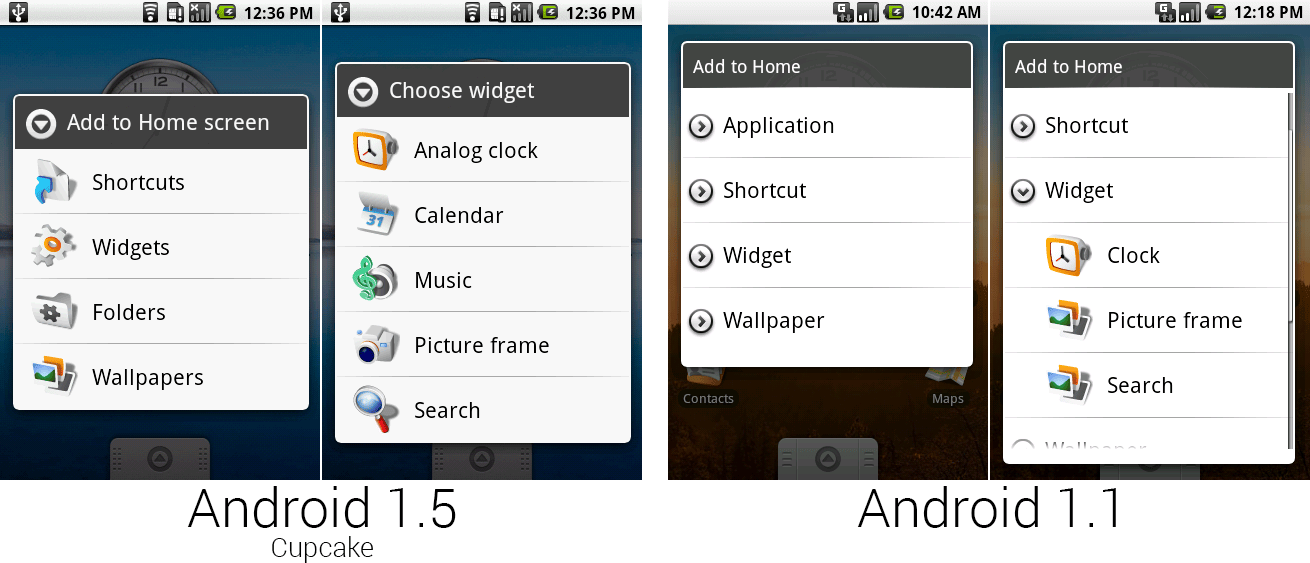 12:36 PM
Add to Home screen
Shortcuts
Widgets
Folders
Wallpapers
12:36 PM
Choose widget
Analog clock
31
Calendar
Music
Picture frame
Search
10:42 AM
Add to Home
Application
Shortcut
Widget
Wallpaper
Contacts
Maps
G
12:18 PM
Add to Home
Shortcut
Widget
Clock
Picture frame
Search
Wallpaper
Android 1.5
Cupcake
Android 1.1